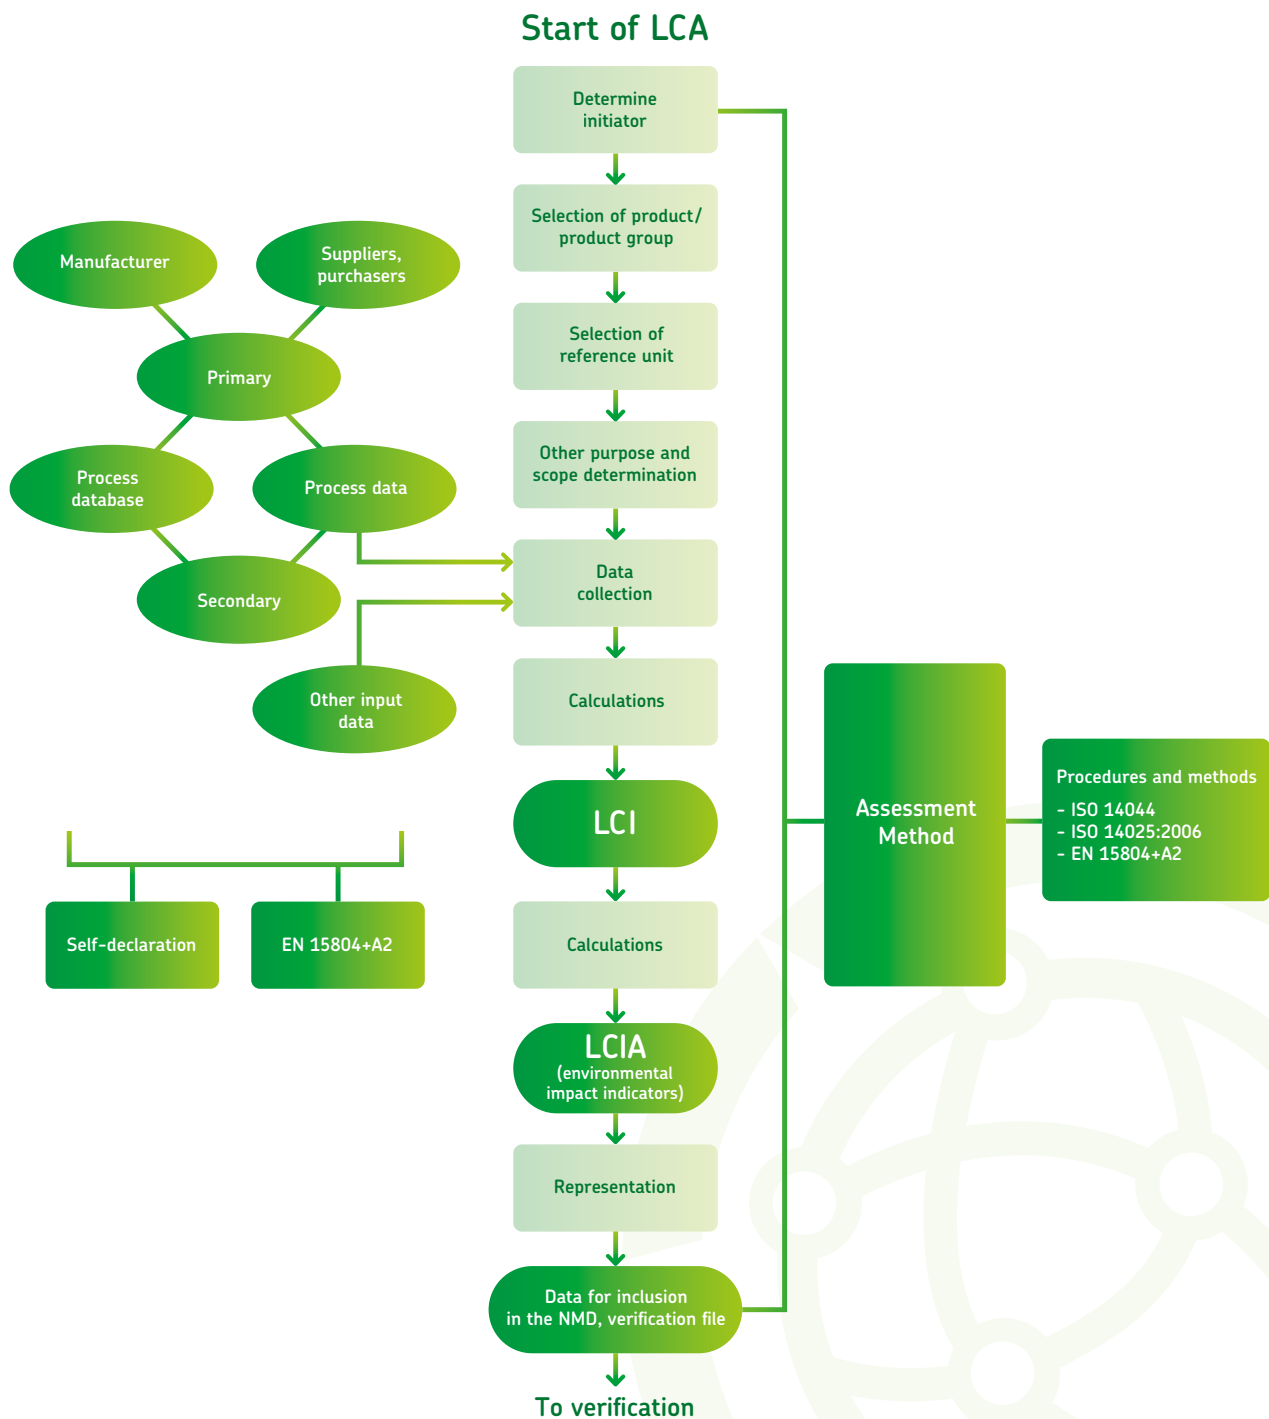 Start of LCA
Determine
initiator
Selection of product/
product group
Manufacturer
Suppliers,
purchasers
Selection of
reference unit
Primary
Other purpose and
scope determination
Process
database
Process data
Data
collection
Secondary
Other input
data
Calculations
LCI
Assessment
Method
Procedures and methods
- ISO 14044
- ISO 14025:2006
- EN 15804+A2
Self-declaration
EN 15804+A2
Calculations
LCIA
(environmental
impact indicators)
Representation
Data for inclusion
in the NMD, verification file
To verification